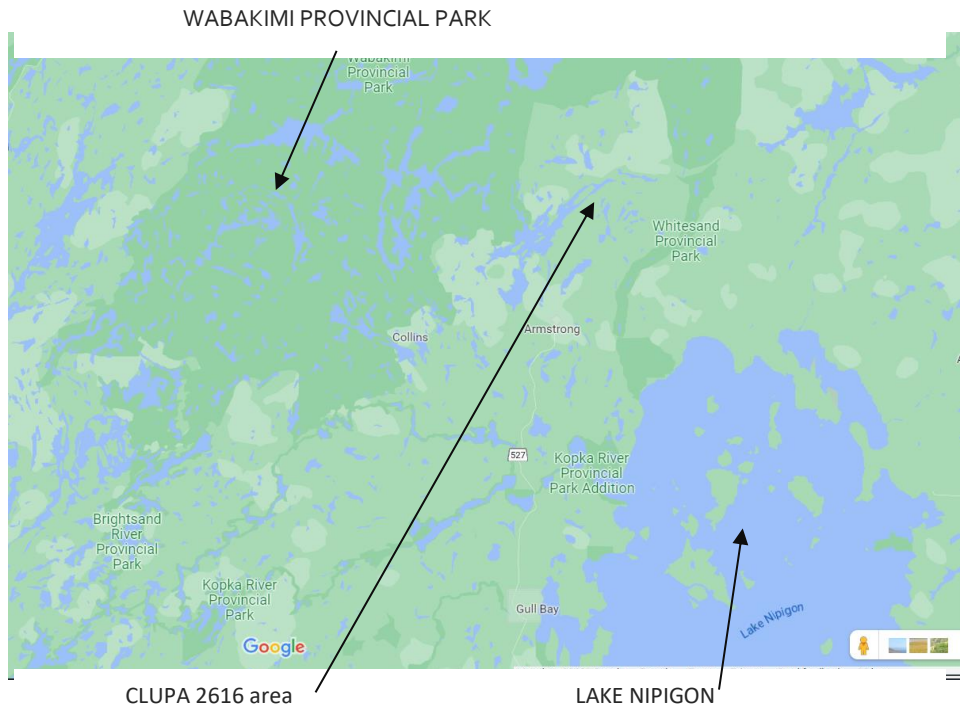 WABAKIMI PROVINCIAL PARK
Wabakimi
Provincial
Park
Whitesand
Provincial
Park
Collins
Armstrong
527
Kopka River
Provincial
Park Addition
Brightsand
River
Provincial
Park
Kopka River
Provincial
Park
Gull Bay
Lake Nipigon
Google
CLUPA 2616 area
LAKE NIPIGON